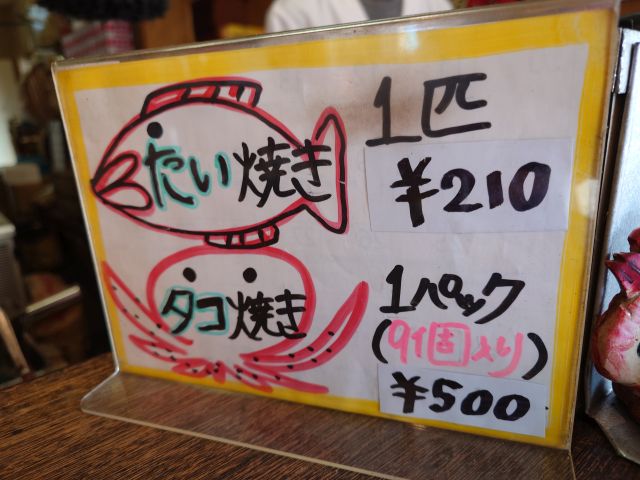 たい焼き
1匹
¥210
タコ焼き
1パック
(9個入り)
¥500